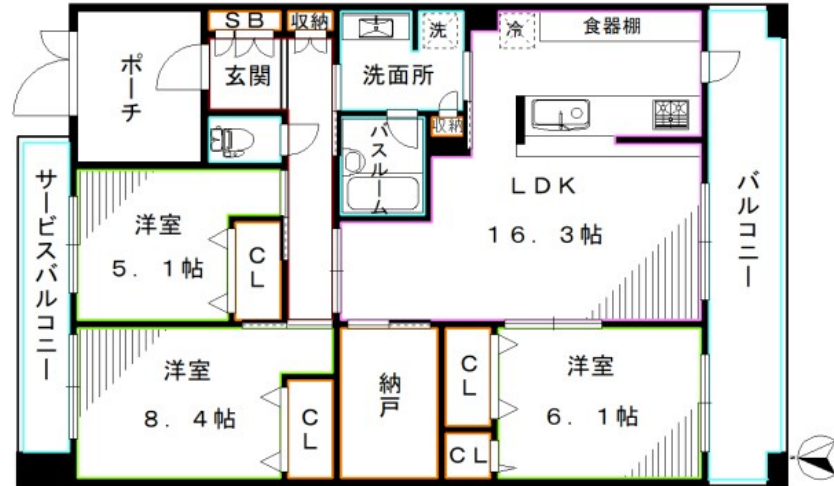 ＳＢ
収納
洗
冷
食器棚
ポーチ
玄関
洗面所
収納
バスルーム
ＬＤＫ
１６．３帖
バルコニー
サービスバルコニー
洋室
５．１帖
ＣＬ
洋室
８．４帖
ＣＬ
納戸
ＣＬ
ＣＬ
洋室
６．１帖